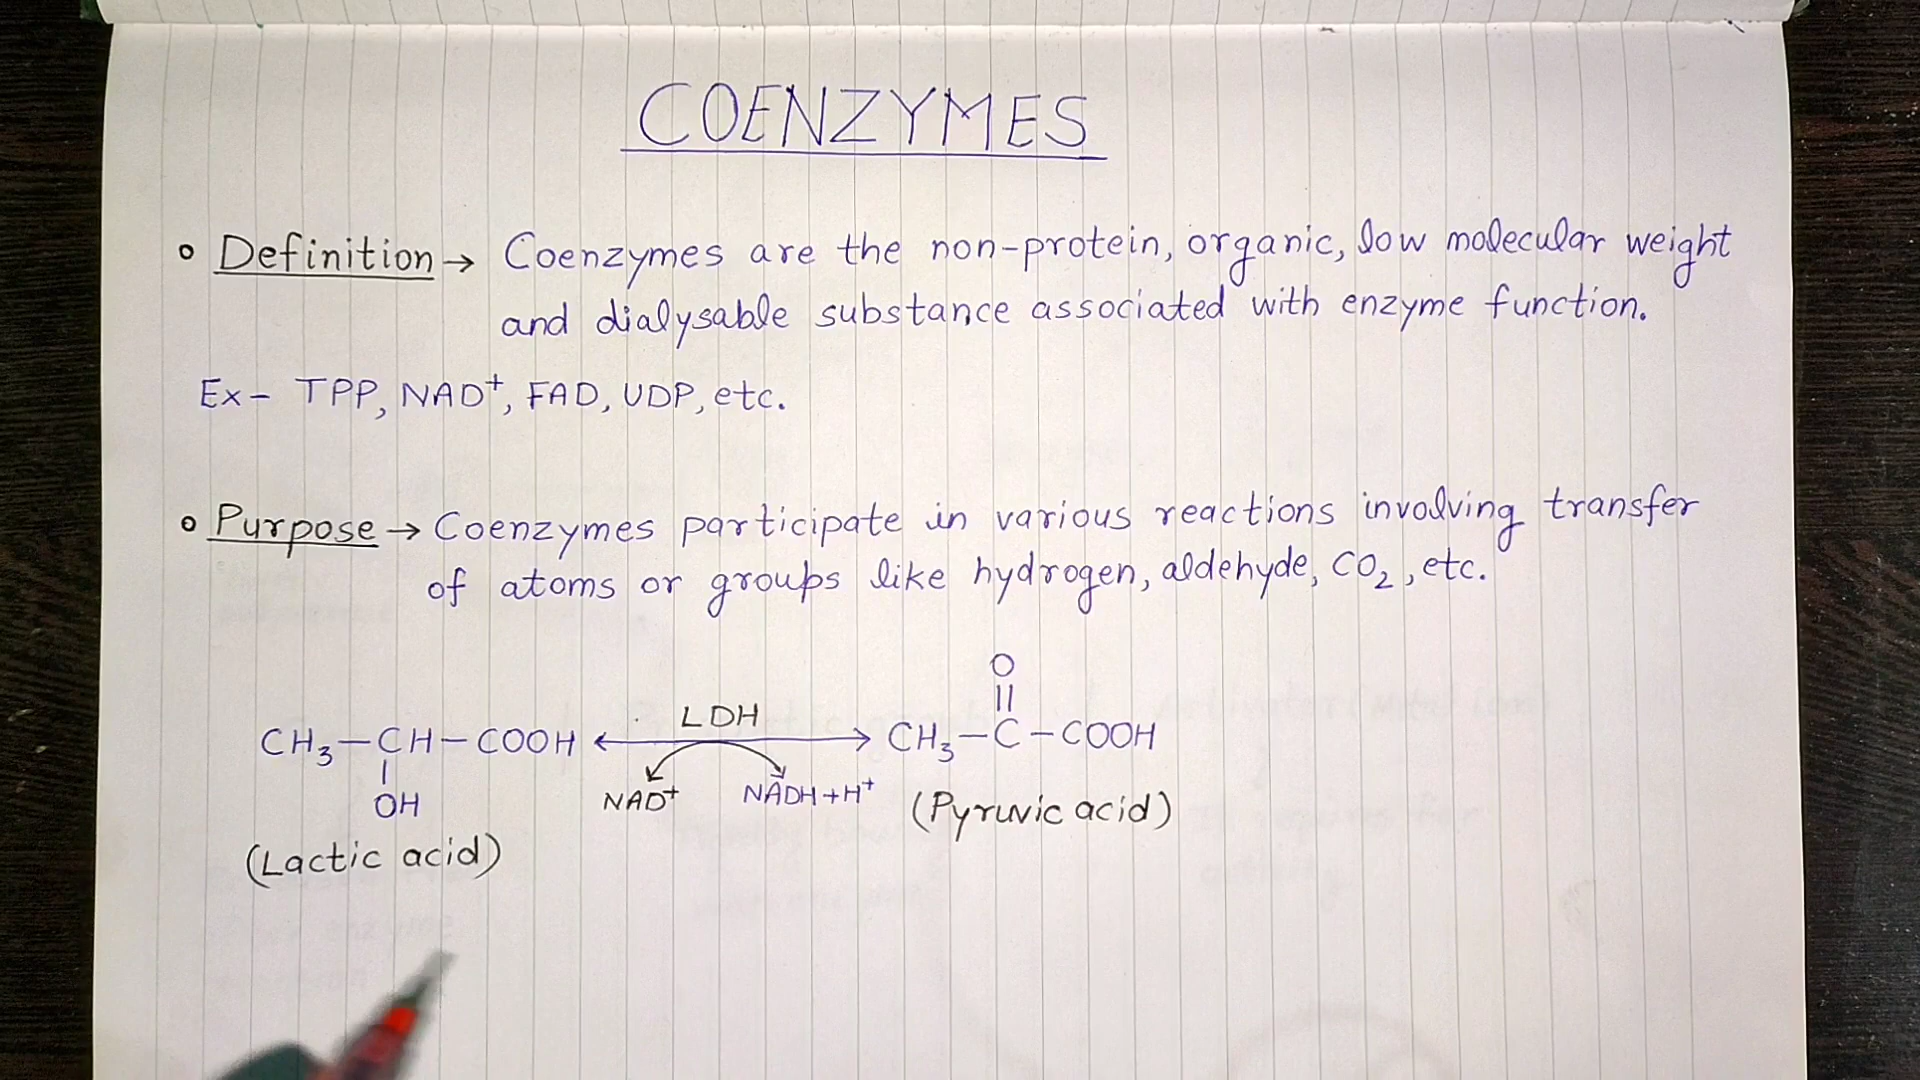 COENZYMES
∘ Definition → Coenzymes are the non-protein, organic, low molecular weight
and dialysable substance associated with enzyme function.
Ex- TPP, NAD⁺, FAD, UDP, etc.
∘ Purpose → Coenzymes participate in various reactions involving transfer
of atoms or groups like hydrogen, aldehyde, CO₂, etc.
O
||
LDH
CH₃-CH-COOH ⟷ CH₃-C-COOH
|
OH
NAD⁺ NADH+H⁺
(Pyruvic acid)
(Lactic acid)